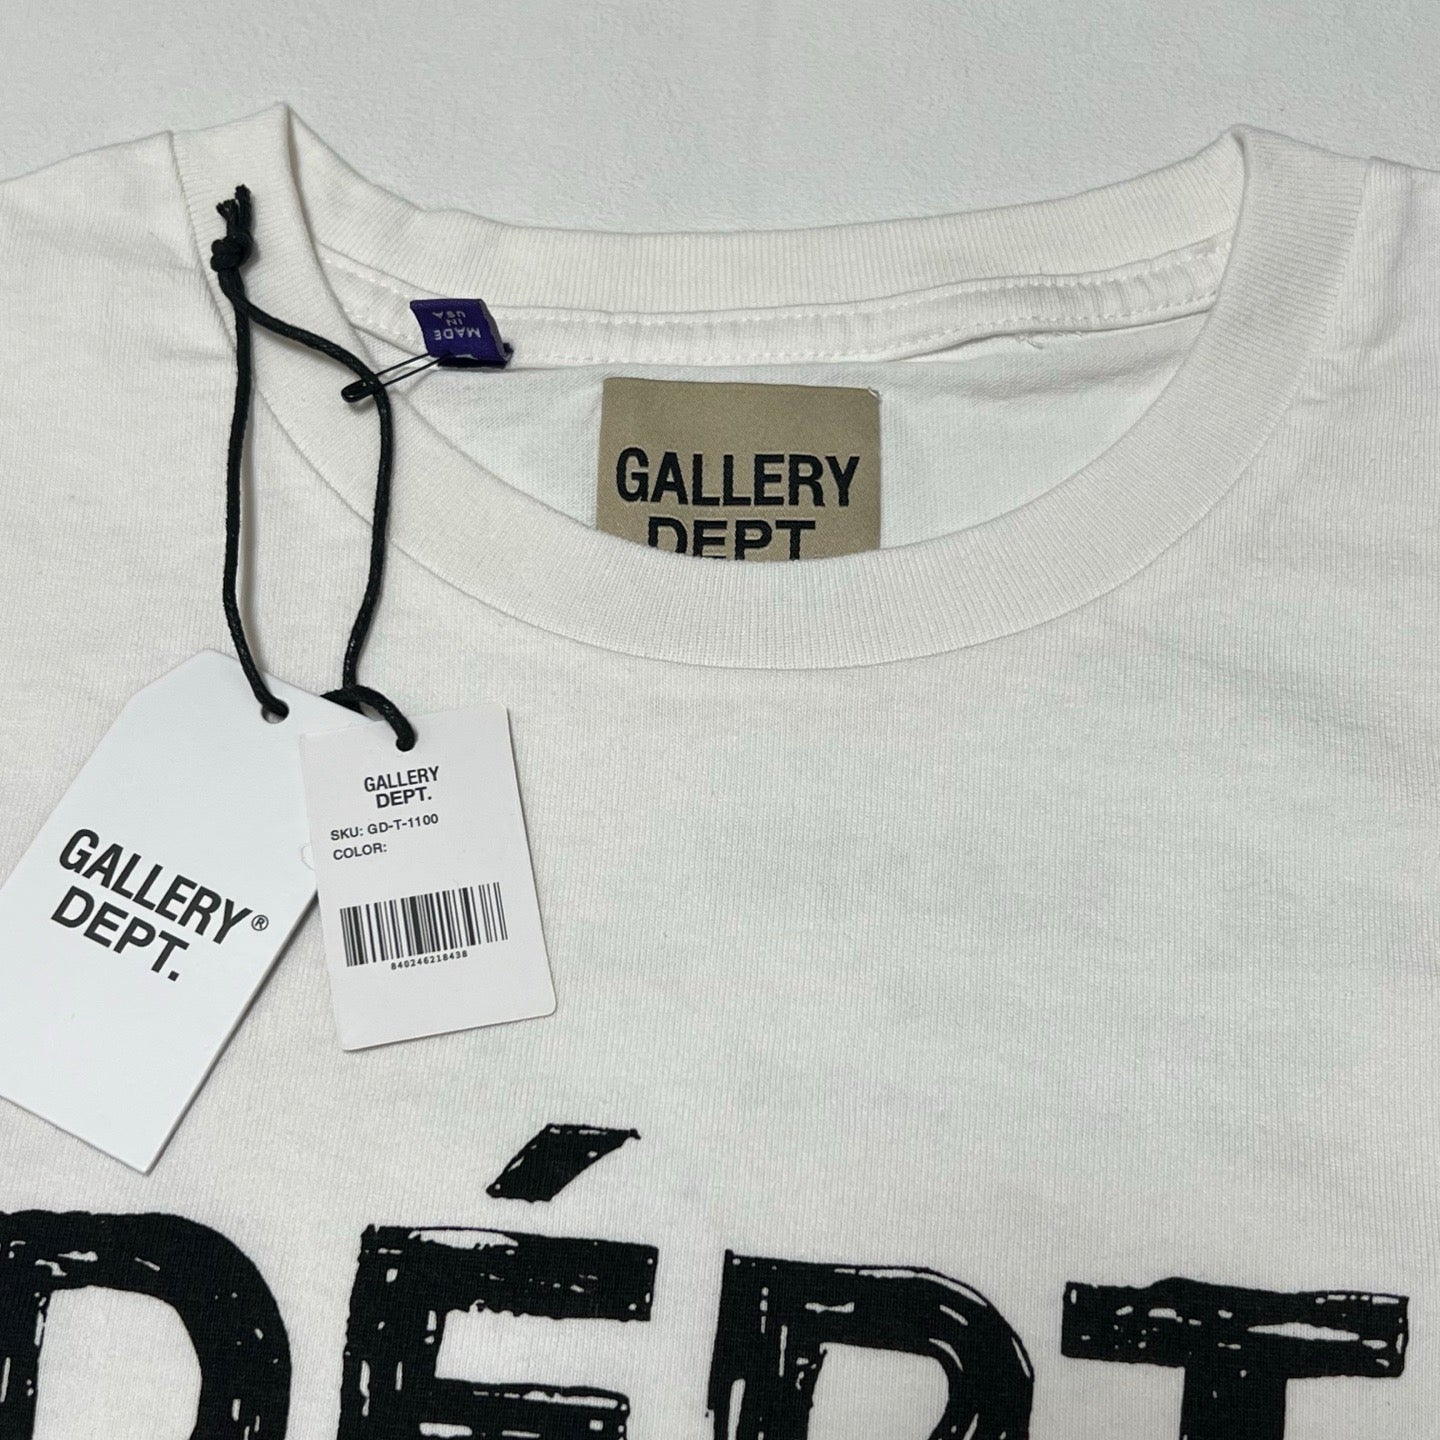 MADE
IN
USA
GALLERY
DEPT
GALLERY®
DEPT.
GALLERY
DEPT.
SKU: GD-T-1100
COLOR:
840246218438
DÉPT